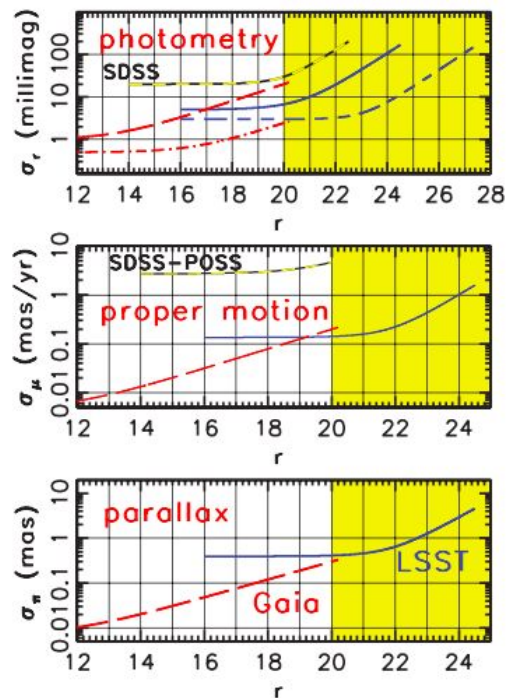 photometry
SDSS
σr (millimag)
100
10
1
12 14 16 18 20 22 24 26 28
r
SDSS-POSS
proper motion
σμ (mas/yr)
10
1
0.1
0.01
12 14 16 18 20 22 24
r
parallax
LSST
Gaia
σπ (mas)
10
1
0.1
0.01
12 14 16 18 20 22 24
r